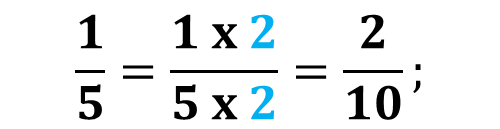 1/5 = 1 x 2/5 x 2 = 2/10 ;